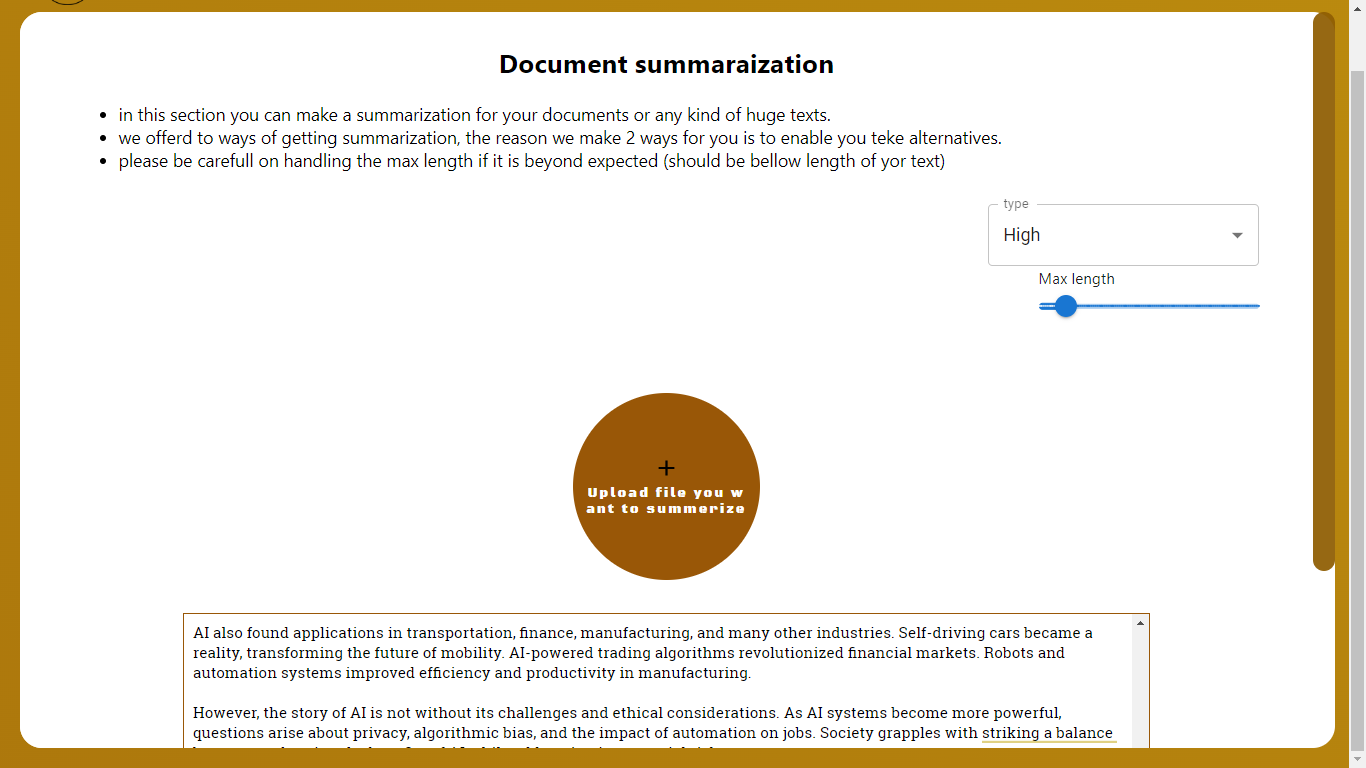 Document summaraization
in this section you can make a summarization for your documents or any kind of huge texts.
we offerd to ways of getting summarization, the reason we make 2 ways for you is to enable you teke alternatives.
please be carefull on handling the max length if it is beyond expected (should be bellow length of yor text)
type
High
Max length
+
Upload file you w
ant to summerize
AI also found applications in transportation, finance, manufacturing, and many other industries. Self-driving cars became a
reality, transforming the future of mobility. AI-powered trading algorithms revolutionized financial markets. Robots and
automation systems improved efficiency and productivity in manufacturing.
However, the story of AI is not without its challenges and ethical considerations. As AI systems become more powerful,
questions arise about privacy, algorithmic bias, and the impact of automation on jobs. Society grapples with striking a balance